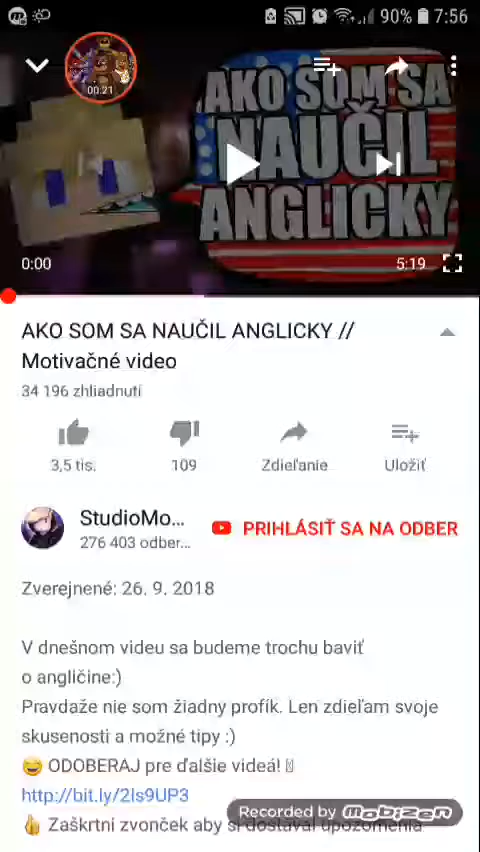 90% 7:56
00:21
AKO SOM SA
NAUČIL
ANGLICKY
0:00
5:19
AKO SOM SA NAUČIL ANGLICKY //
Motivačné video
34 196 zhliadnutí
3,5 tis.
109
Zdieľanie
Uložiť
StudioMo...
PRIHLÁSIŤ SA NA ODBER
276 403 odber...
Zverejnené: 26. 9. 2018
V dnešnom videu sa budeme trochu baviť
o angličine:)
Pravdaže nie som žiadny profík. Len zdieľam svoje
skusenosti a možné tipy :)
😂 ODOBERAJ pre ďalšie videá!
http://bit.ly/2Is9UP3
Recorded by mobizen
👍 Zaškrtni zvonček aby si dostával upozornenia